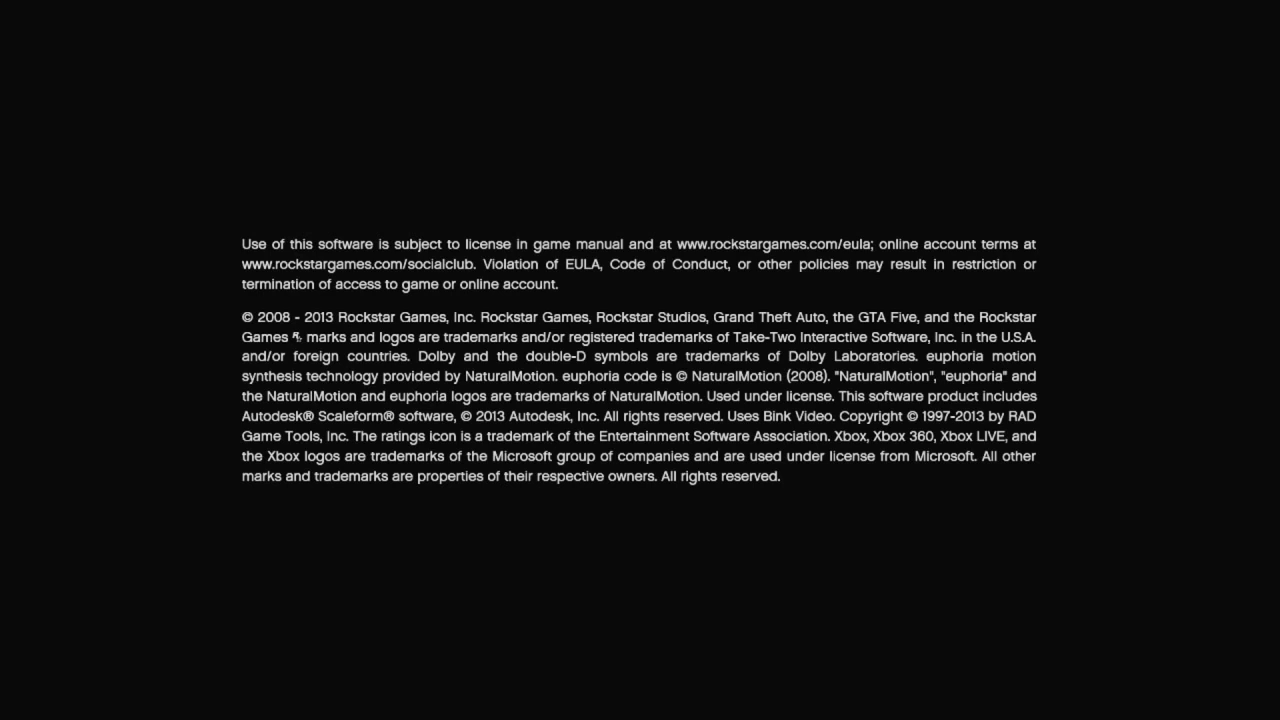 Use of this software is subject to license in game manual and at www.rockstargames.com/eula; online account terms at
www.rockstargames.com/socialclub. Violation of EULA, Code of Conduct, or other policies may result in restriction or
termination of access to game or online account.
© 2008 - 2013 Rockstar Games, Inc. Rockstar Games, Rockstar Studios, Grand Theft Auto, the GTA Five, and the Rockstar
Games R* marks and logos are trademarks and/or registered trademarks of Take-Two Interactive Software, Inc. in the U.S.A.
and/or foreign countries. Dolby and the double-D symbols are trademarks of Dolby Laboratories. euphoria motion
synthesis technology provided by NaturalMotion. euphoria code is © NaturalMotion (2008). "NaturalMotion", "euphoria" and
the NaturalMotion and euphoria logos are trademarks of NaturalMotion. Used under license. This software product includes
Autodesk® Scaleform® software, © 2013 Autodesk, Inc. All rights reserved. Uses Bink Video. Copyright © 1997-2013 by RAD
Game Tools, Inc. The ratings icon is a trademark of the Entertainment Software Association. Xbox, Xbox 360, Xbox LIVE, and
the Xbox logos are trademarks of the Microsoft group of companies and are used under license from Microsoft. All other
marks and trademarks are properties of their respective owners. All rights reserved.